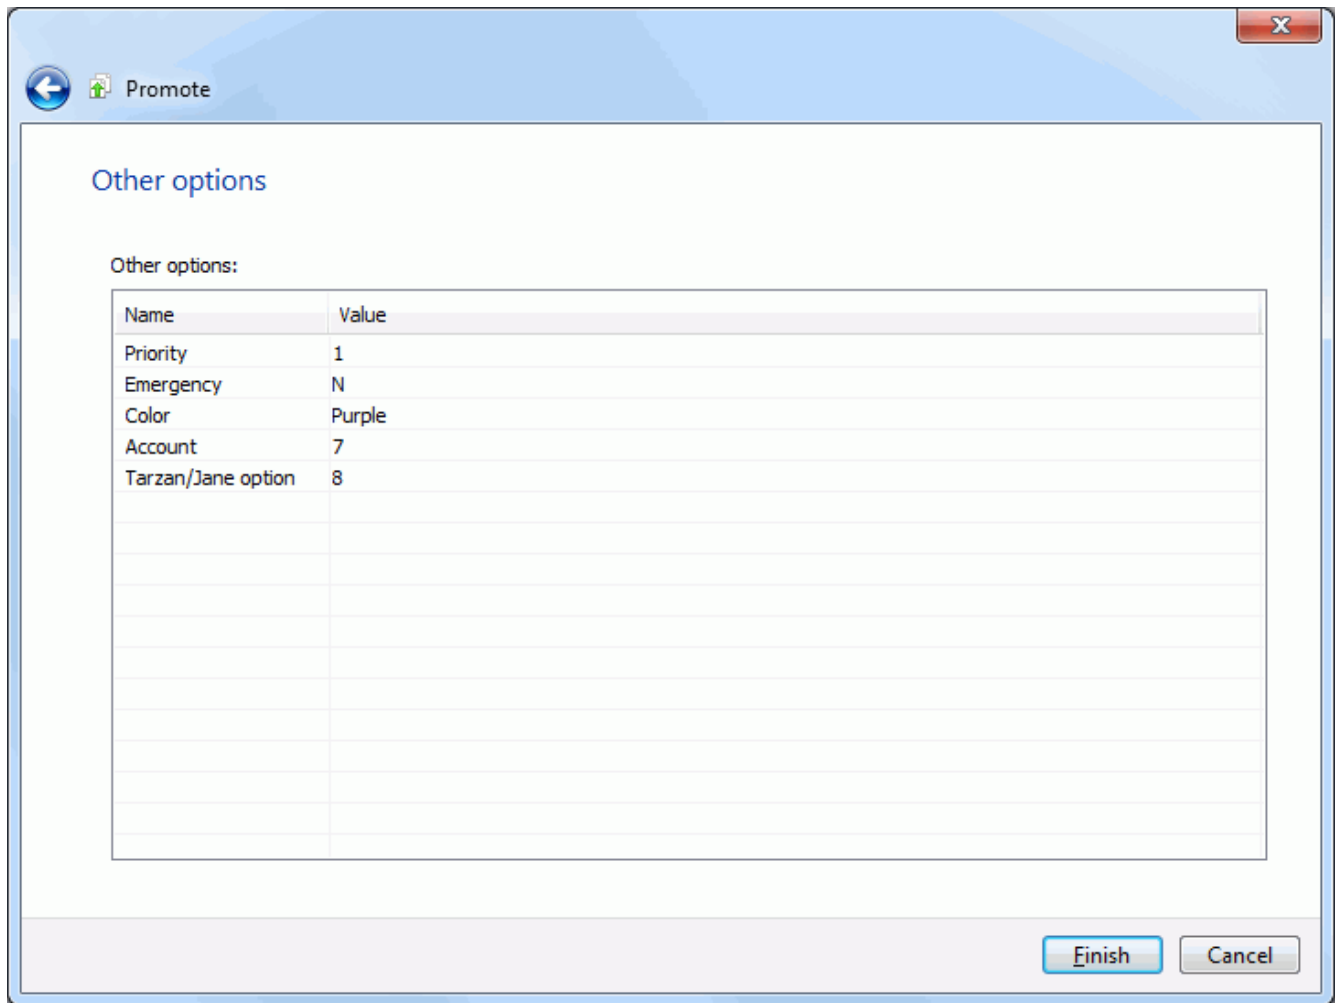 Promote
Other options
Other options:
Name Value
Priority 1
Emergency N
Color Purple
Account 7
Tarzan/Jane option 8
Finish Cancel